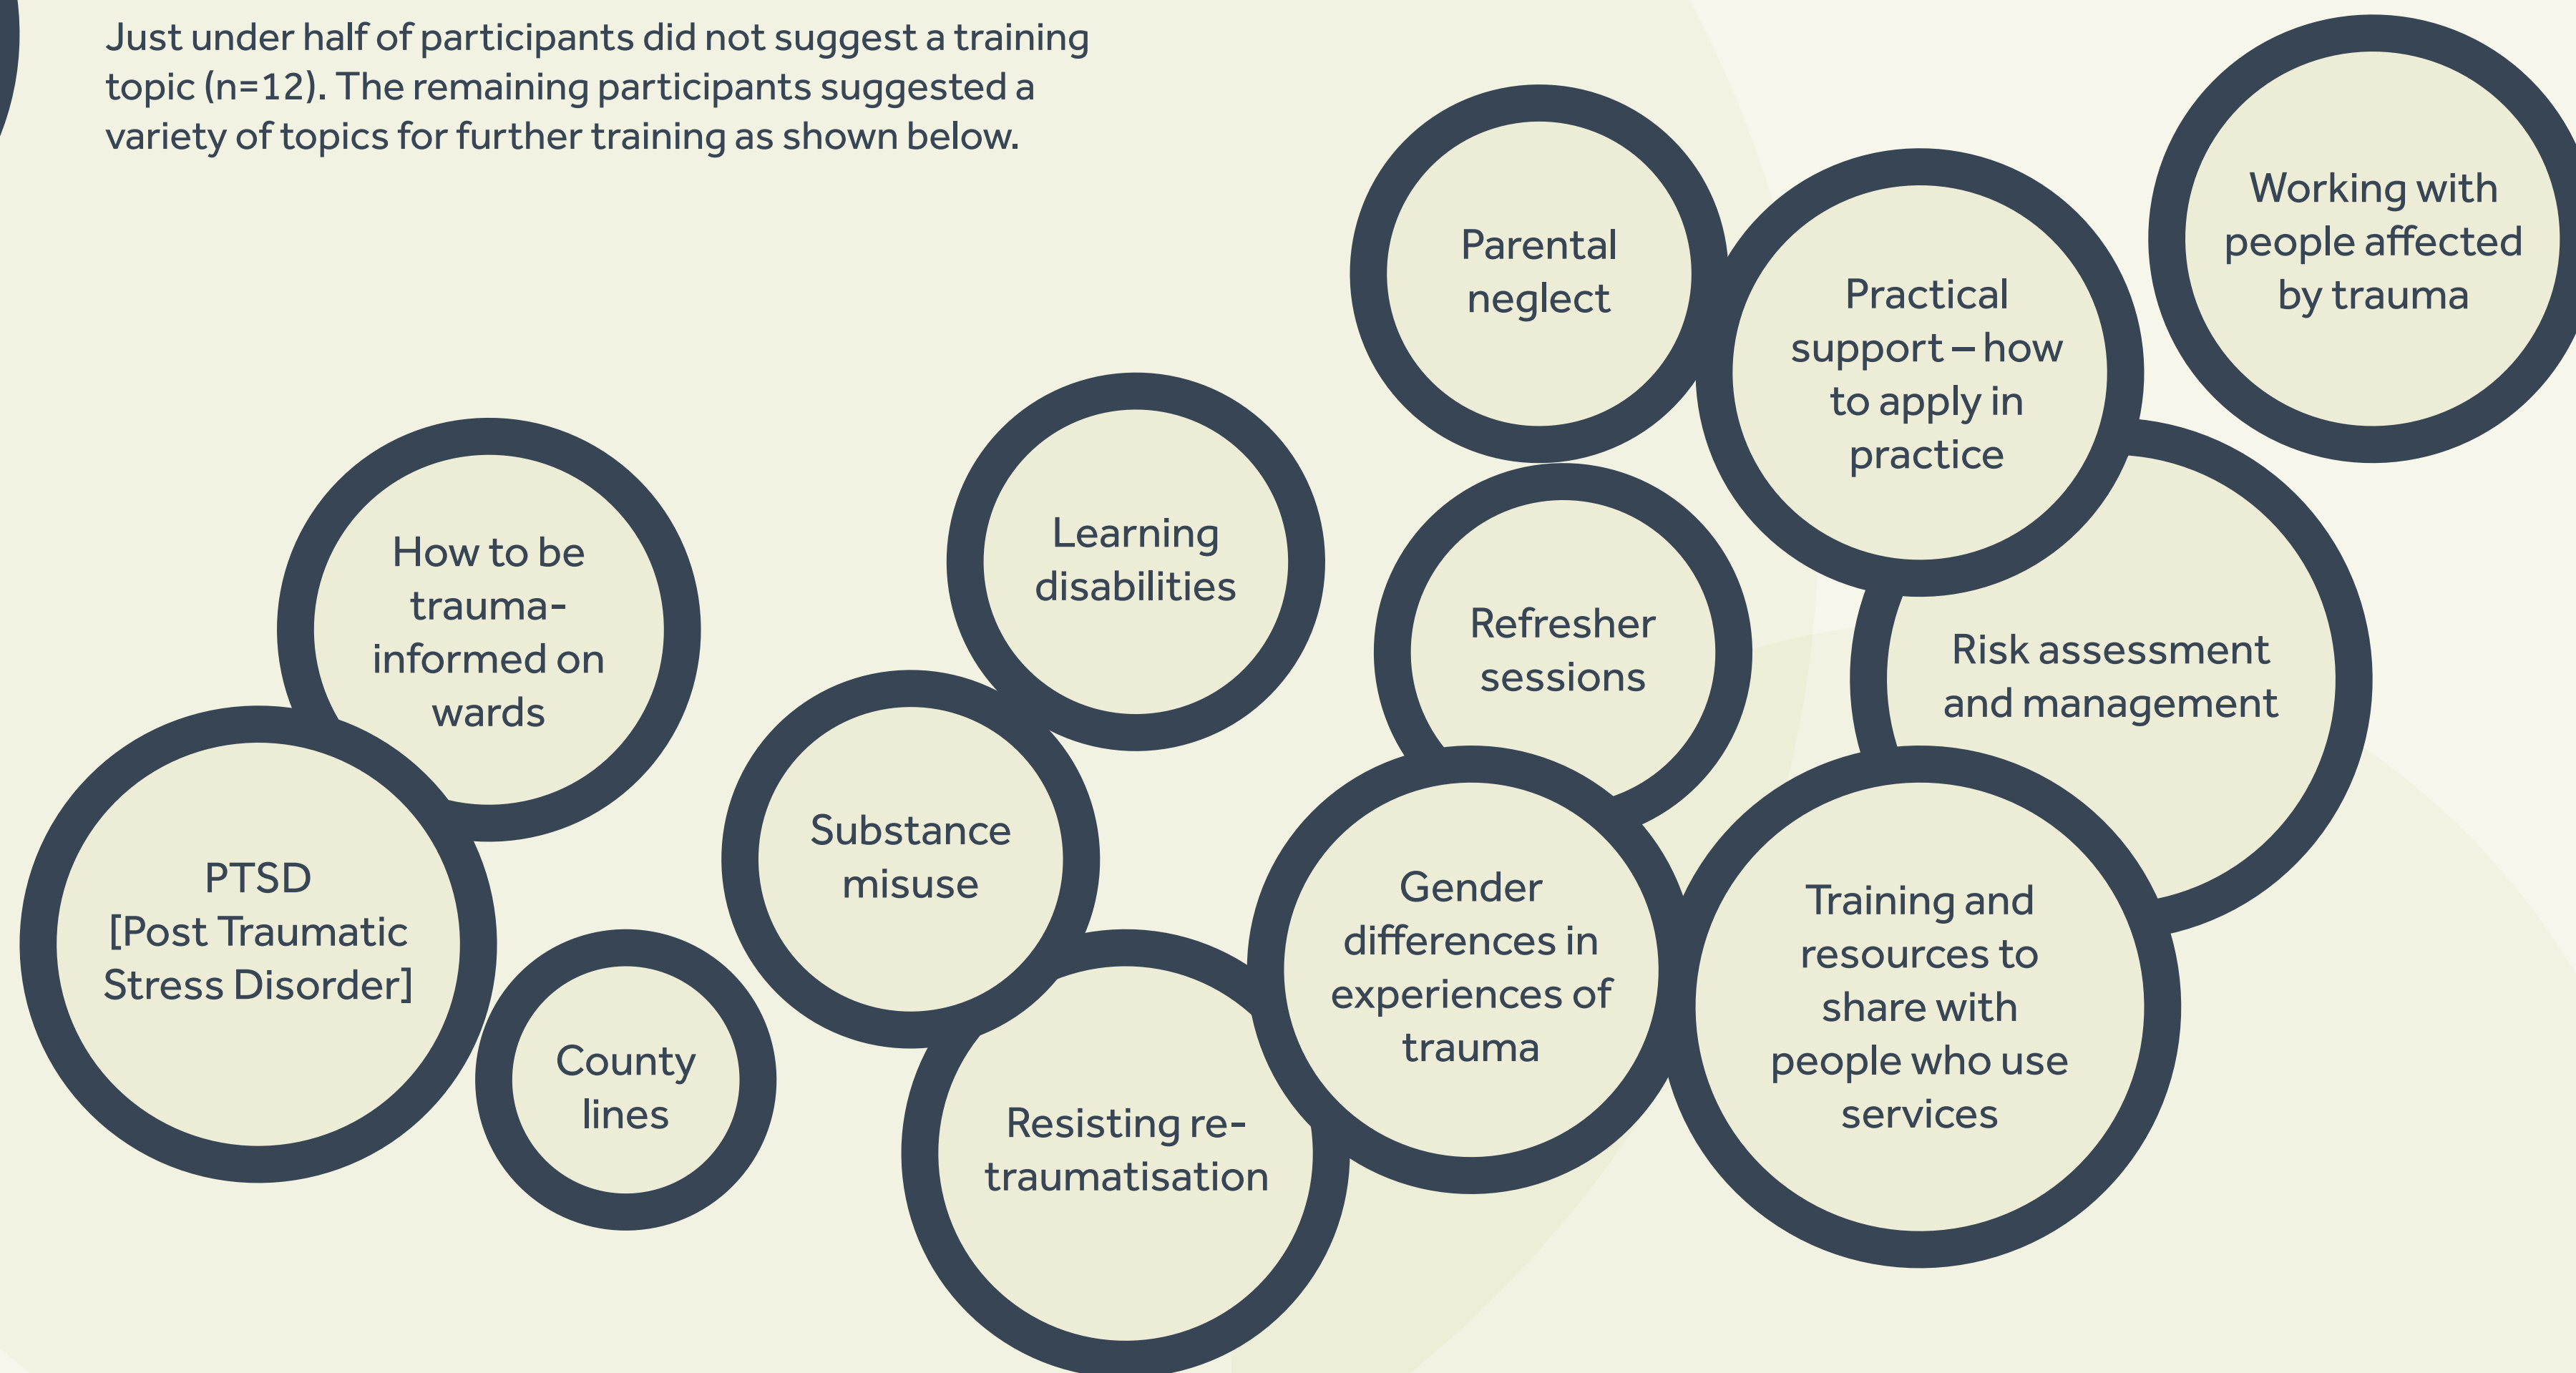 Just under half of participants did not suggest a training
topic (n=12). The remaining participants suggested a
variety of topics for further training as shown below.
Working with
people affected
by trauma
Parental
neglect
Practical
support – how
to apply in
practice
Learning
disabilities
How to be
trauma-
informed on
wards
Refresher
sessions
Risk assessment
and management
Substance
misuse
PTSD
[Post Traumatic
Stress Disorder]
Gender
differences in
experiences of
trauma
Training and
resources to
share with
people who use
services
County
lines
Resisting re-
traumatisation